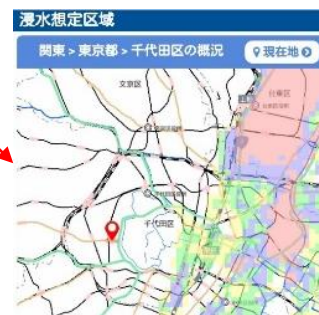 浸水想定区域
関東 > 東京都 > 千代田区の概況
現在地
文京区
台東区
千代田区